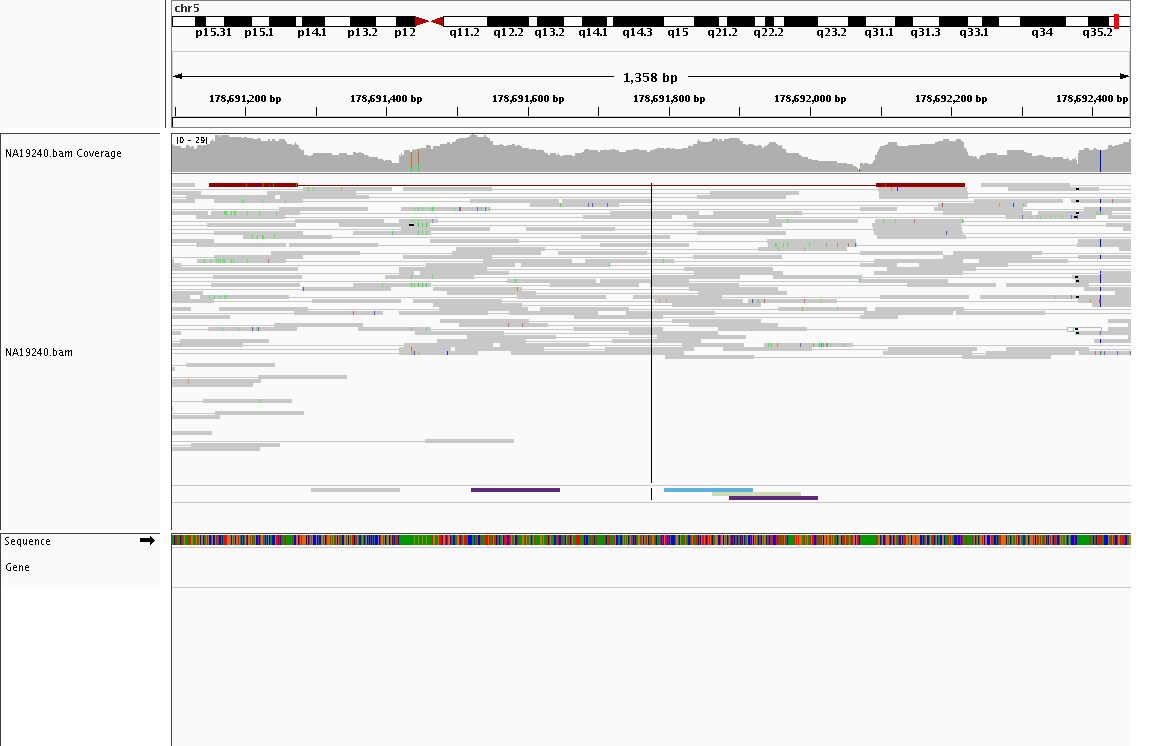 chr5
p15.31 p15.1 p14.1 p13.2 p12 q11.2 q12.2 q13.2 q14.1 q14.3 q15 q21.2 q22.2 q23.2 q31.1 q31.3 q33.1 q34 q35.2
1,358 bp
178,691,200 bp 178,691,400 bp 178,691,600 bp 178,691,800 bp 178,692,000 bp 178,692,200 bp 178,692,400 bp
NA19240.bam Coverage
[0 - 29]
NA19240.bam
Sequence
Gene